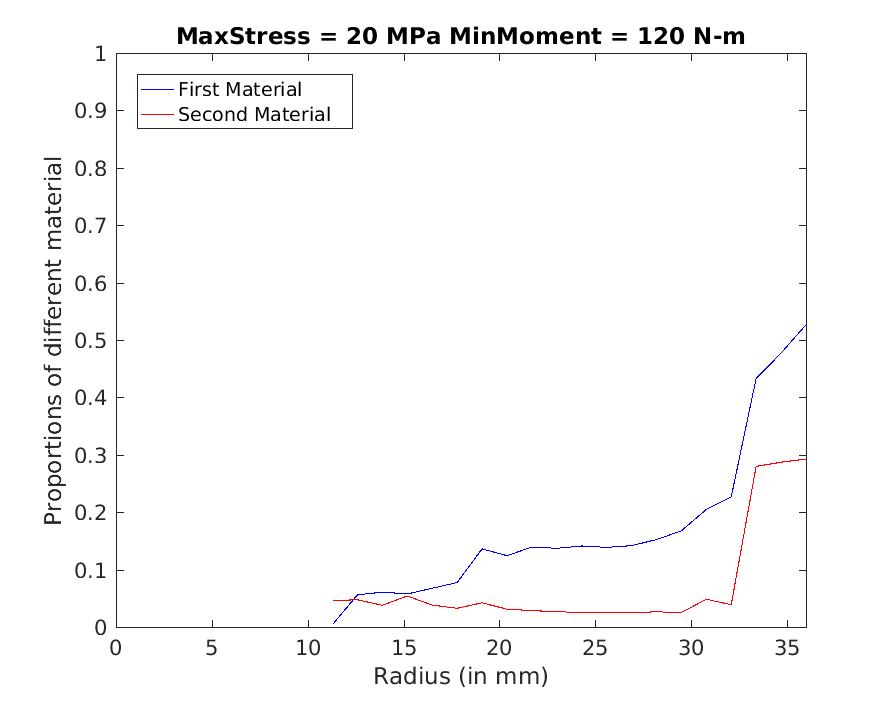 MaxStress = 20 MPa MinMoment = 120 N-m
First Material
Second Material
Proportions of different material
1
0.9
0.8
0.7
0.6
0.5
0.4
0.3
0.2
0.1
0
0 5 10 15 20 25 30 35
Radius (in mm)